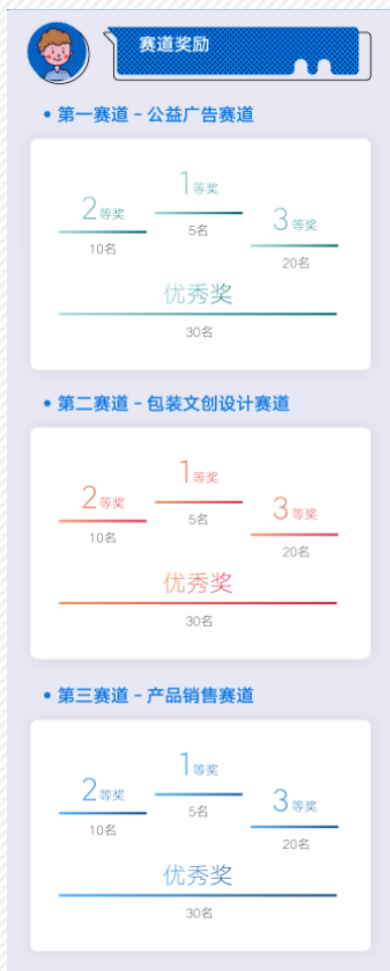 赛道奖励
• 第一赛道 - 公益广告赛道
1等奖
5名
2等奖
10名
3等奖
20名
优秀奖
30名
• 第二赛道 - 包装文创设计赛道
1等奖
5名
2等奖
10名
3等奖
20名
优秀奖
30名
• 第三赛道 - 产品销售赛道
1等奖
5名
2等奖
10名
3等奖
20名
优秀奖
30名